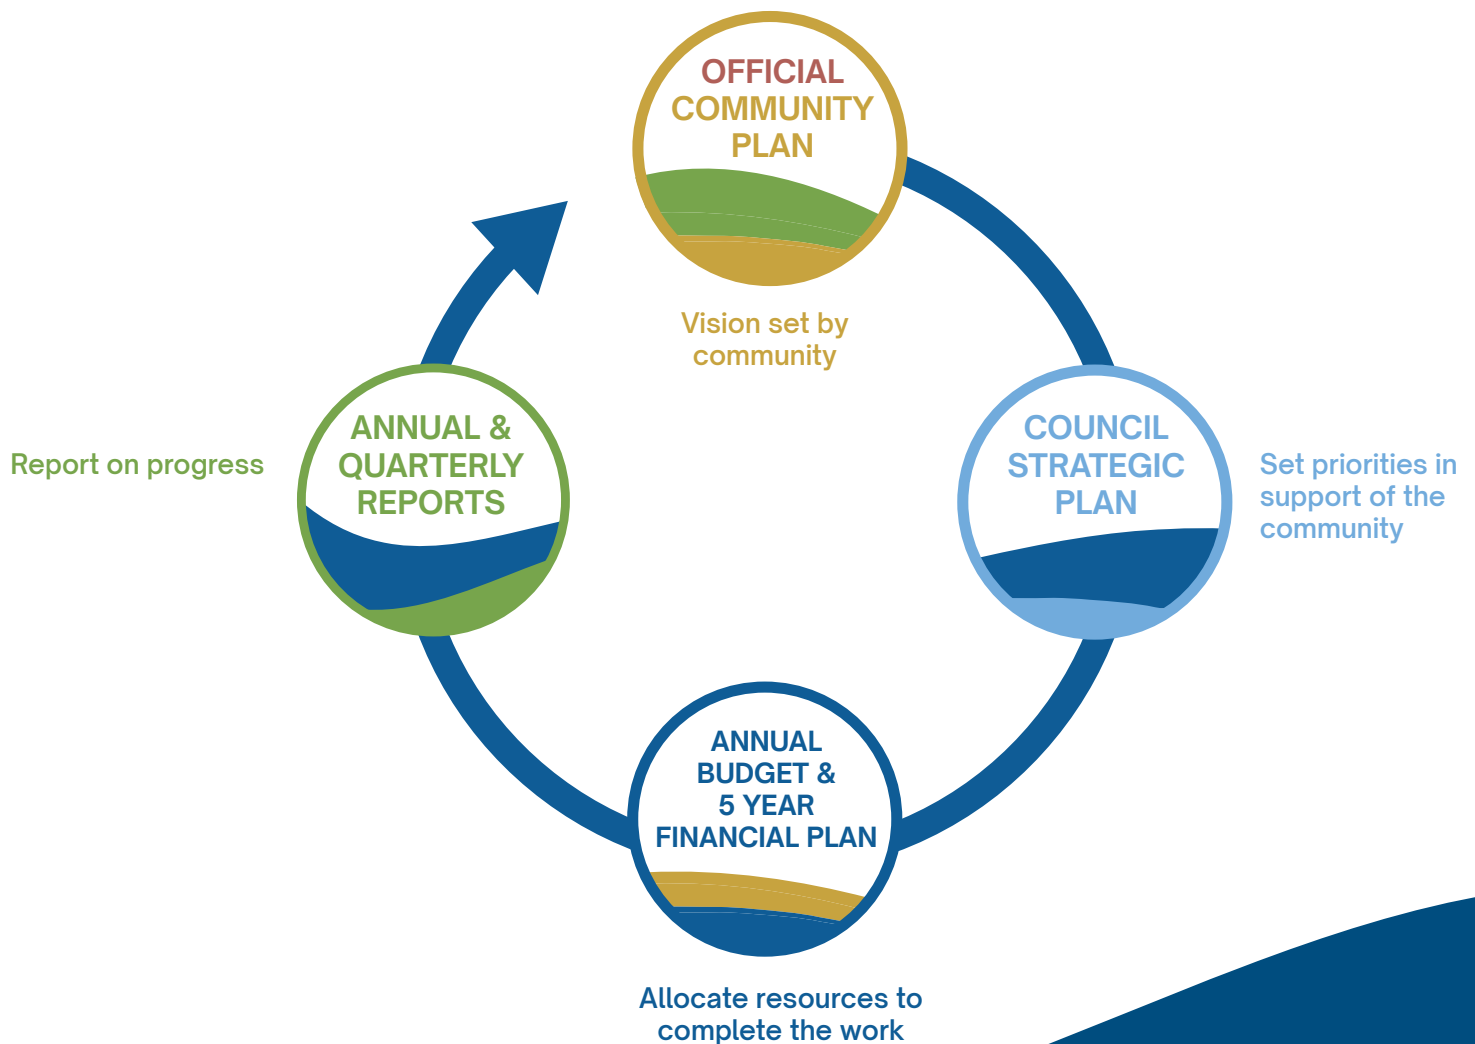 OFFICIAL
COMMUNITY
PLAN
Vision set by
community
COUNCIL
STRATEGIC
PLAN
Set priorities in
support of the
community
ANNUAL
BUDGET &
5 YEAR
FINANCIAL PLAN
Allocate resources to
complete the work
ANNUAL &
QUARTERLY
REPORTS
Report on progress